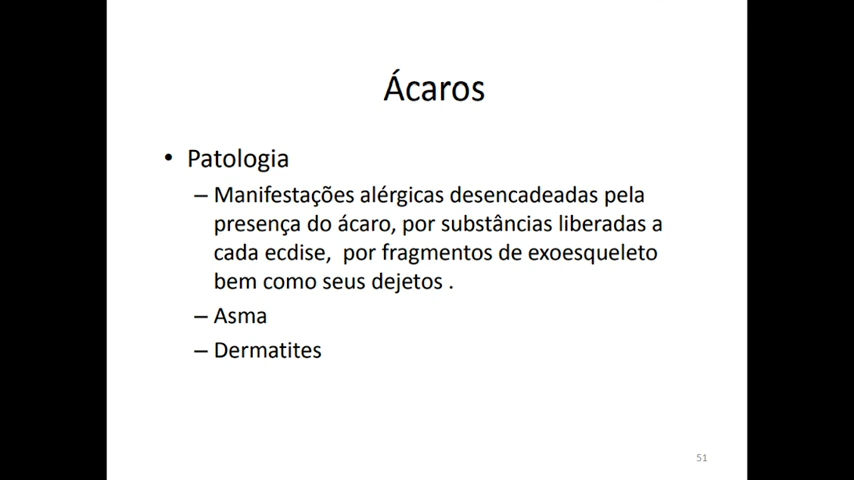 Ácaros
• Patologia
– Manifestações alérgicas desencadeadas pela
presença do ácaro, por substâncias liberadas a
cada ecdise, por fragmentos de exoesqueleto
bem como seus dejetos .
– Asma
– Dermatites
51